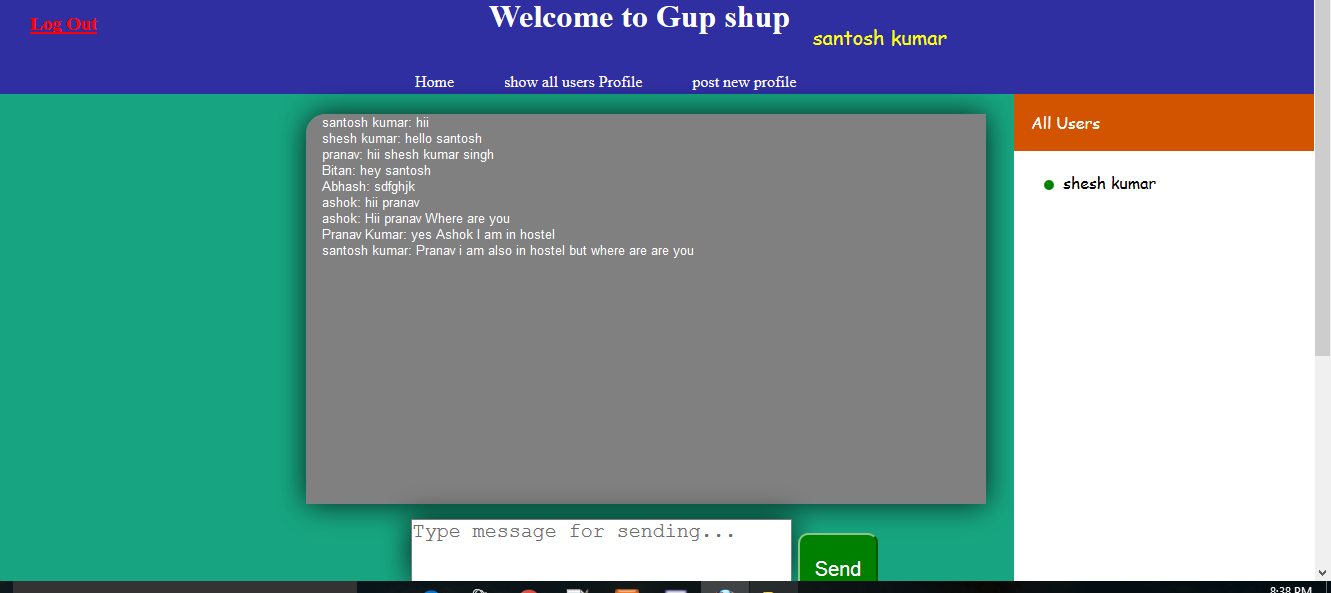 Log Out
Welcome to Gup shup
santosh kumar
Home show all users Profile post new profile
santosh kumar: hii
shesh kumar: hello santosh
pranav: hii shesh kumar singh
Bitan: hey santosh
Abhash: sdfghjk
ashok: hii pranav
ashok: Hii pranav Where are you
Pranav Kumar: yes Ashok I am in hostel
santosh kumar: Pranav i am also in hostel but where are are you
All Users
shesh kumar
Type message for sending...
Send
8:38 PM